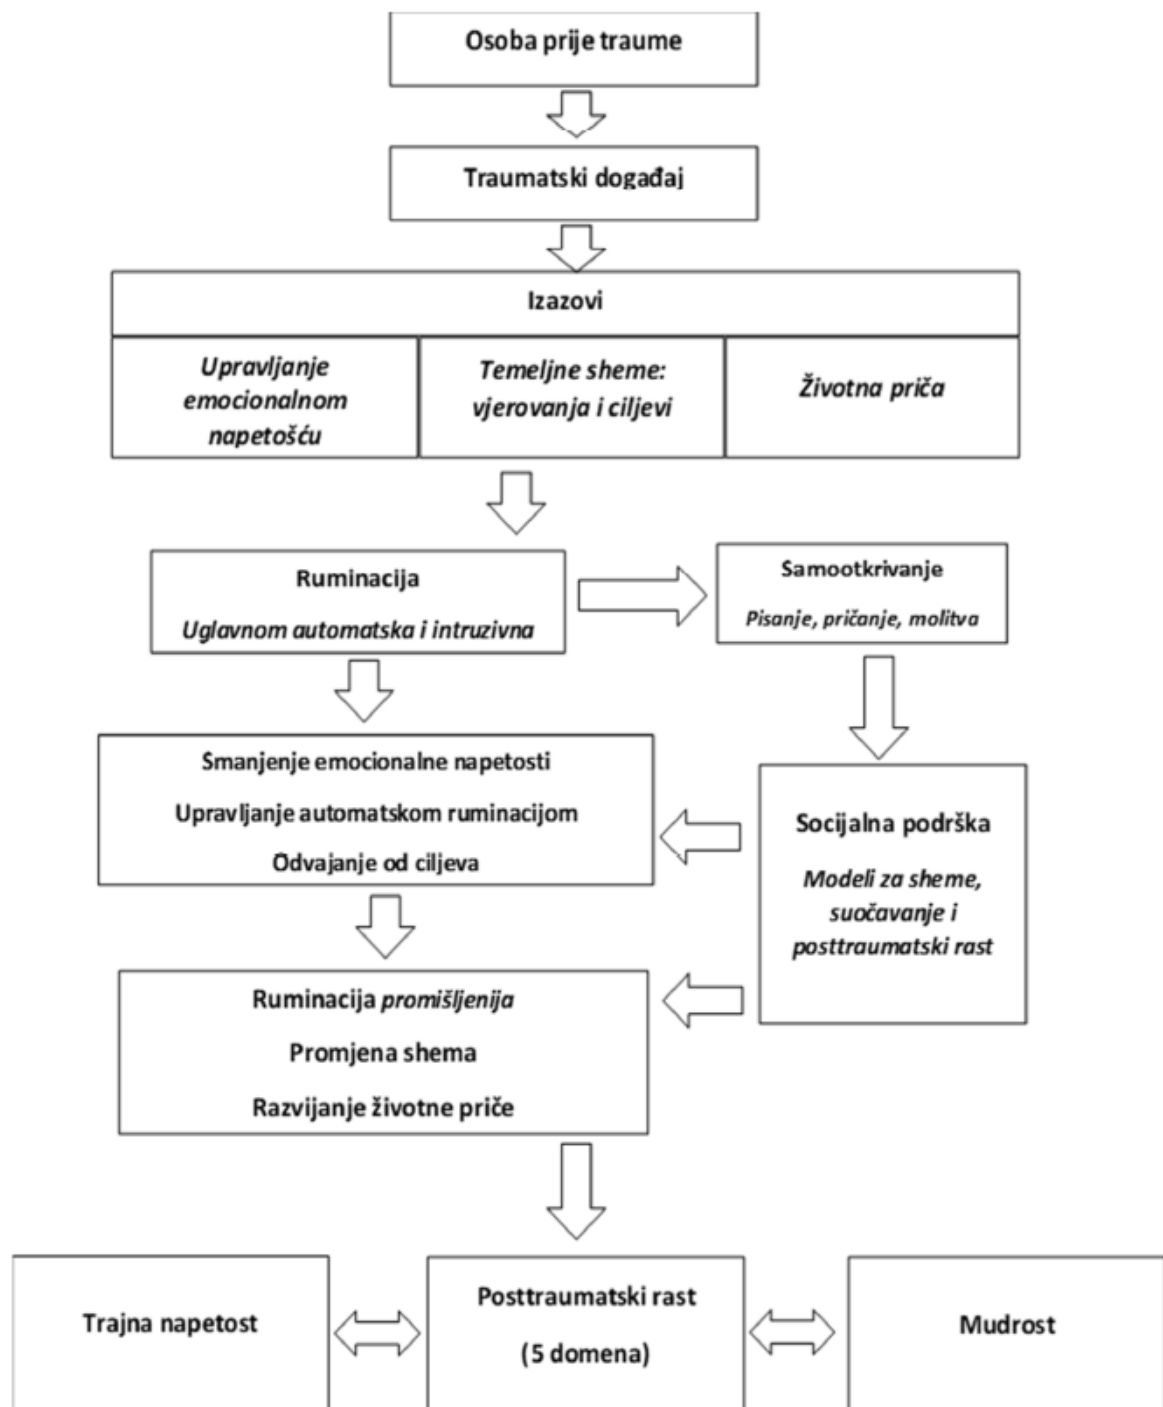 Osoba prije traume
Traumatski događaj
Izazovi
Upravljanje
emocionalnom
napetošću
Temeljne sheme:
vjerovanja i ciljevi
Životna priča
Ruminacija
Uglavnom automatska i intruzivna
Samootkrivanje
Pisanje, pričanje, molitva
Smanjenje emocionalne napetosti
Upravljanje automatskom ruminacijom
Odvajanje od ciljeva
Socijalna podrška
Modeli za sheme,
suočavanje i
posttraumatski rast
Ruminacija promišljenija
Promjena shema
Razvijanje životne priče
Trajna napetost
Posttraumatski rast
(5 domena)
Mudrost